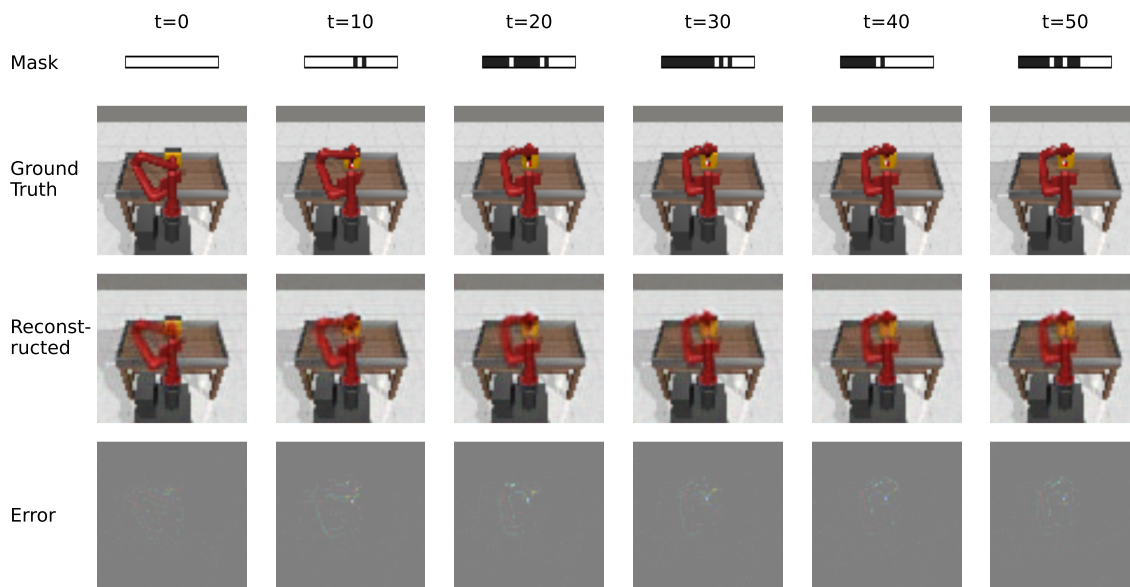 t=0 t=10 t=20 t=30 t=40 t=50
Mask
Ground
Truth
Reconst-
ructed
Error